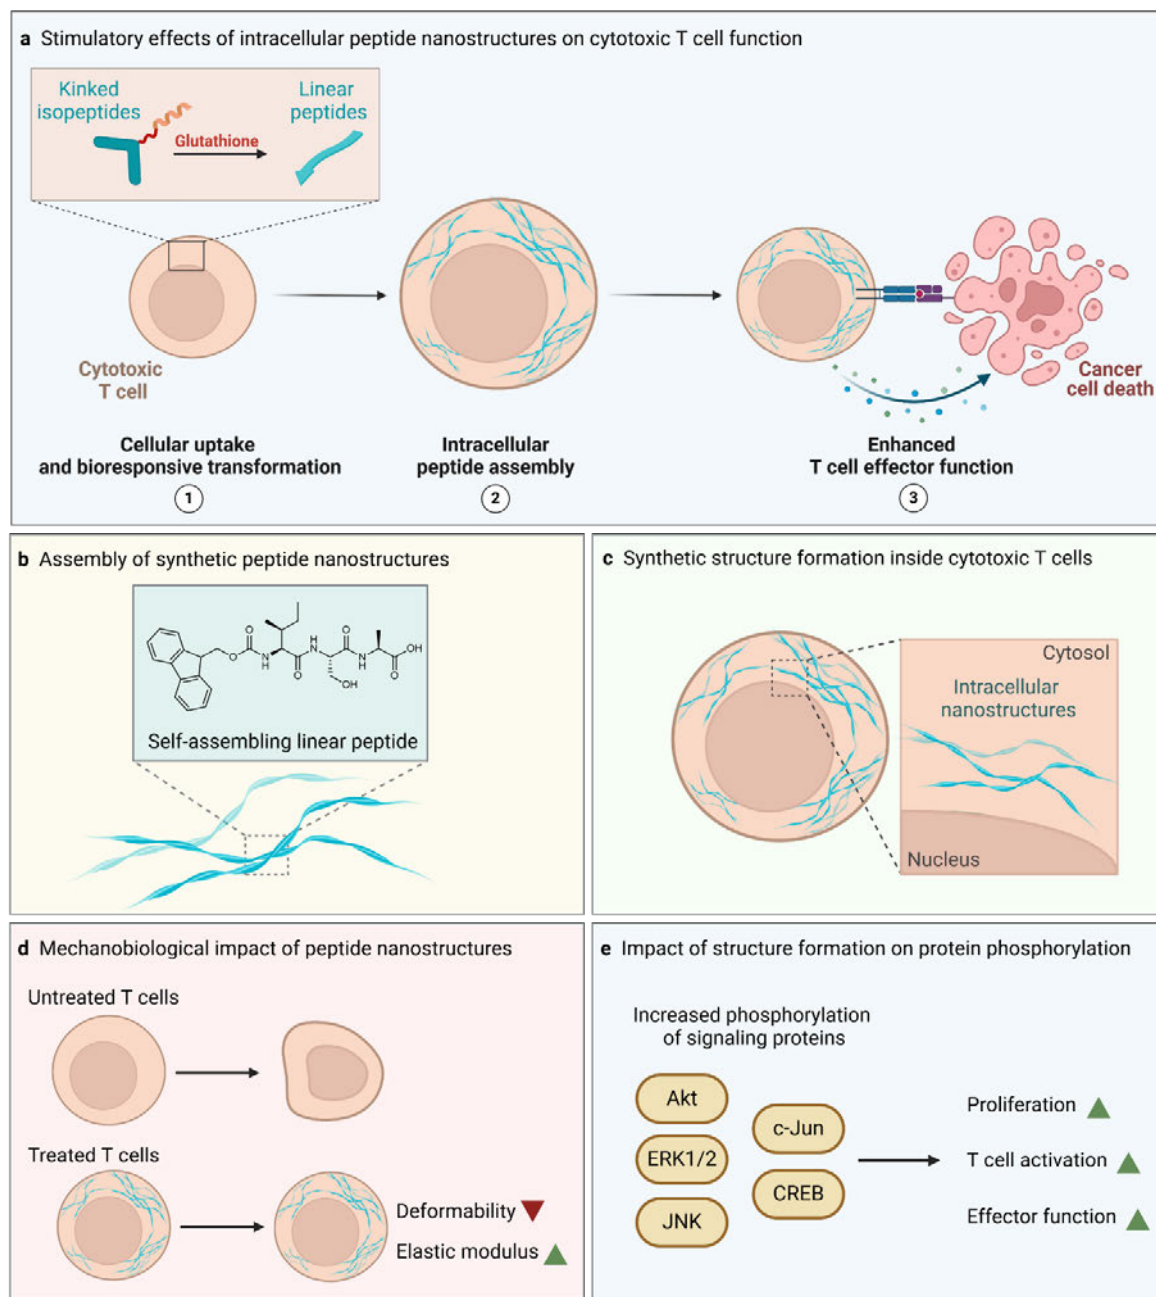 a Stimulatory effects of intracellular peptide nanostructures on cytotoxic T cell function
Kinked
isopeptides
Glutathione
Linear
peptides
Cytotoxic
T cell
Cancer
cell death
Cellular uptake
and bioresponsive transformation
1
Intracellular
peptide assembly
2
Enhanced
T cell effector function
3
b Assembly of synthetic peptide nanostructures
O
O
N
H
O
H
N
O
OH
O
N
H
O
OH
Self-assembling linear peptide
c Synthetic structure formation inside cytotoxic T cells
Cytosol
Intracellular
nanostructures
Nucleus
d Mechanobiological impact of peptide nanostructures
Untreated T cells
Treated T cells
Deformability
Elastic modulus
e Impact of structure formation on protein phosphorylation
Increased phosphorylation
of signaling proteins
Akt
ERK1/2
JNK
c-Jun
CREB
Proliferation
T cell activation
Effector function